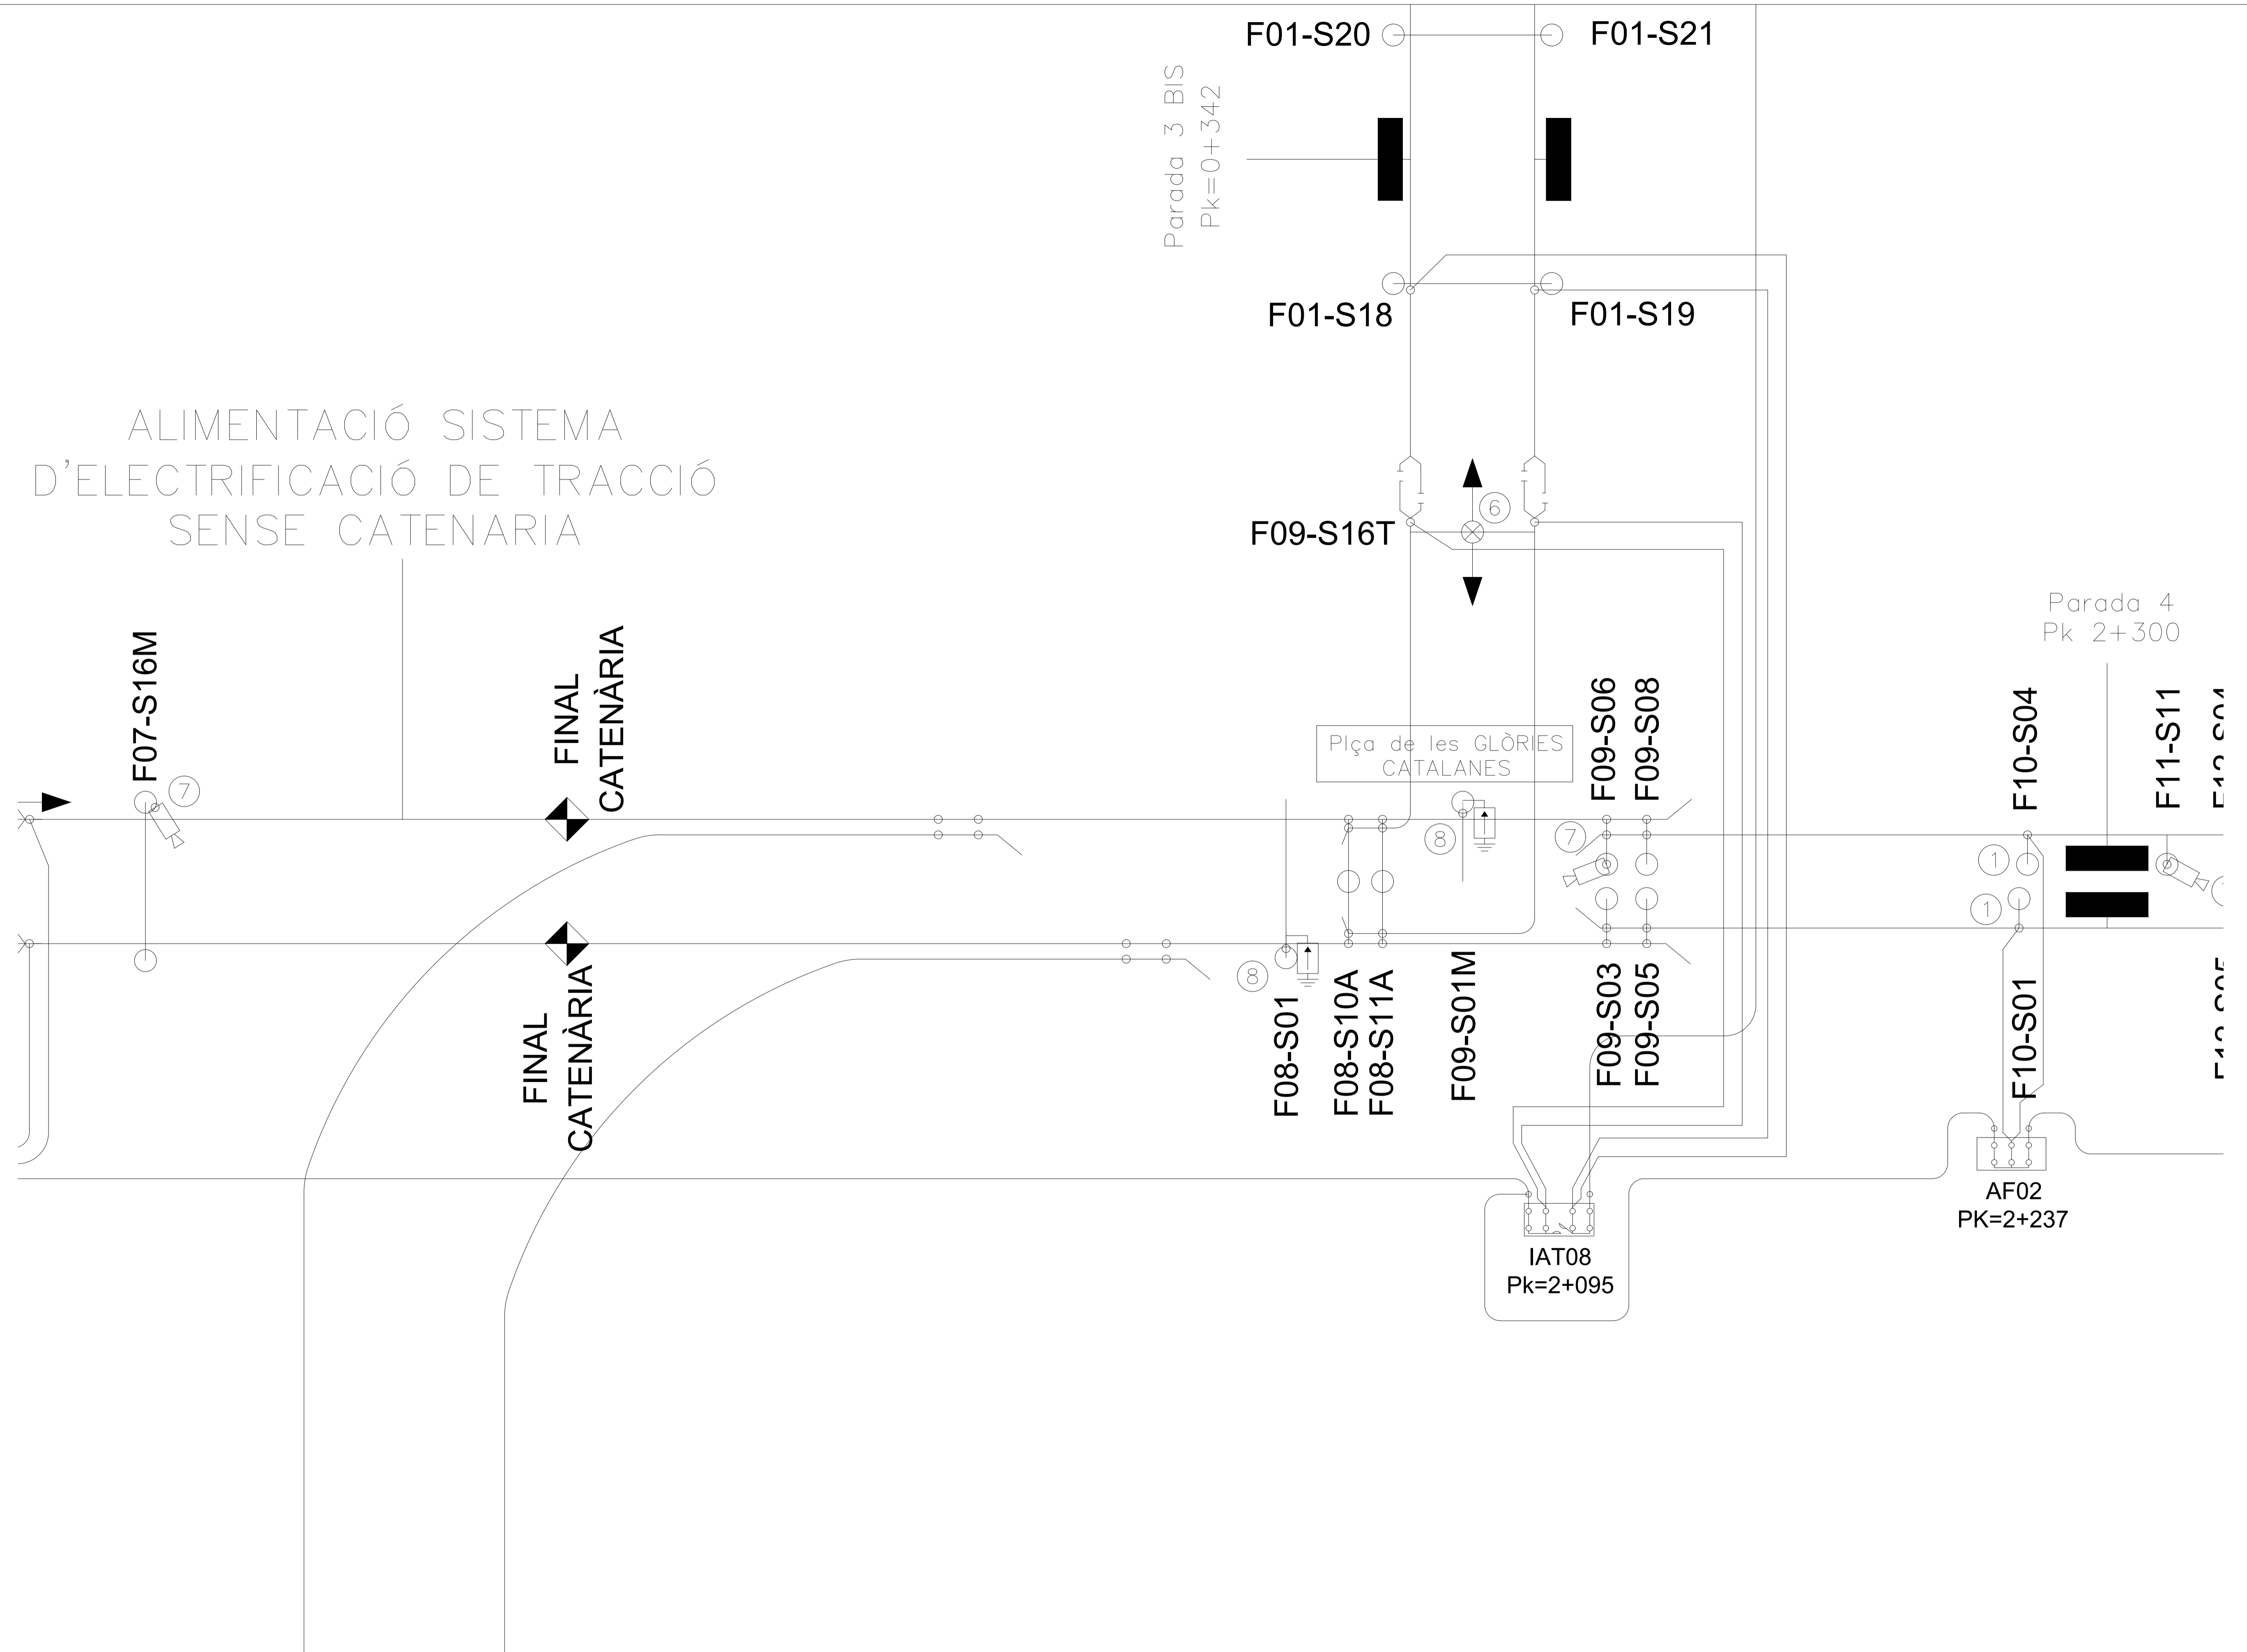 F01-S20
F01-S21
Parada 3 BIS
Pk=0+342
F01-S18
F01-S19
ALIMENTACIÓ SISTEMA
D'ELECTRIFICACIÓ DE TRACCIÓ
SENSE CATENARIA
6
F09-S16T
Parada 4
Pk 2+300
F07-S16M
7
FINAL
CATENÀRIA
Plça de les GLÒRIES
CATALANES
F09-S06
F09-S08
F10-S04
F11-S11
8
7
1
1
FINAL
CATENÀRIA
8
F08-S01
F08-S10A
F08-S11A
F09-S01M
F09-S03
F09-S05
F10-S01
AF02
PK=2+237
IAT08
Pk=2+095